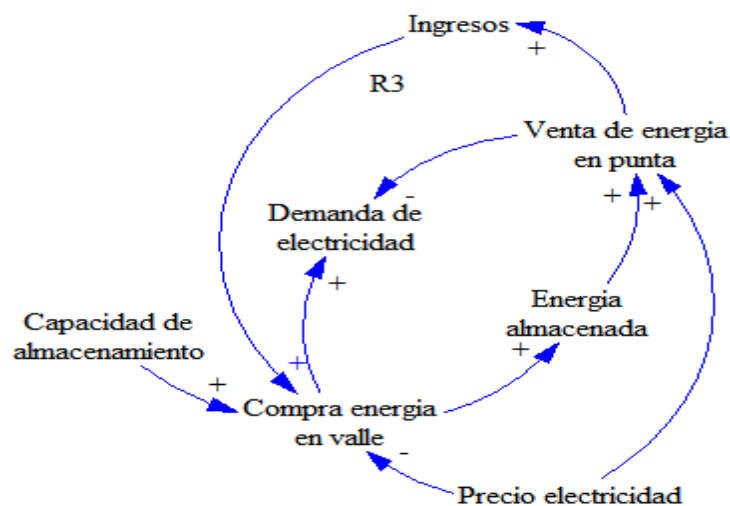 Ingresos
+
R3
Venta de energia
en punta
-
+
+
Demanda de
electricidad
+
Energia
almacenada
Capacidad de
almacenamiento
+
+
+
Compra energia
en valle
-
Precio electricidad